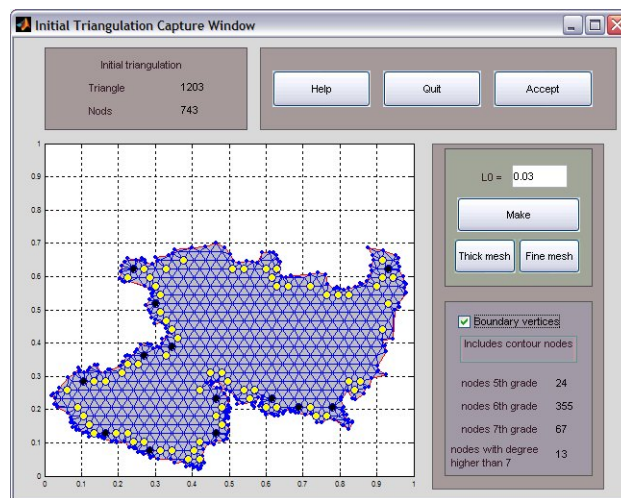 Initial Triangulation Capture Window
Initial triangulation
Triangle 1203
Nods 743
Help Quit Accept
L0 = 0.03
Make
Thick mesh Fine mesh
Boundary vertices
Includes contour nodes
nodes 5th grade 24
nodes 6th grade 355
nodes 7th grade 67
nodes with degree
higher than 7 13
1
0.9
0.8
0.7
0.6
0.5
0.4
0.3
0.2
0.1
0
0 0.1 0.2 0.3 0.4 0.5 0.6 0.7 0.8 0.9 1